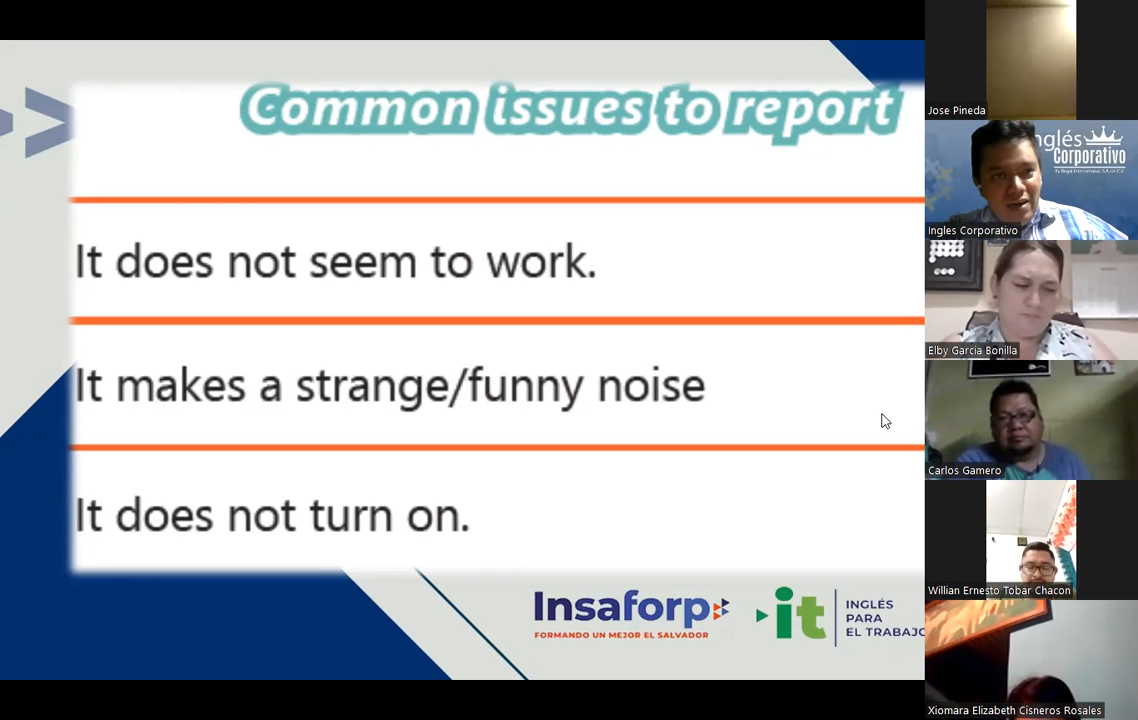 Common issues to report
It does not seem to work.
It makes a strange/funny noise
It does not turn on.
Insaforp
FORMANDO UN MEJOR EL SALVADOR
it
INGLÉS
PARA
EL TRABAJO
Jose Pineda
nglés
Corporativo
Ingles Corporativo
Elby Garcia Bonilla
Carlos Gamero
Willian Ernesto Tobar Chacon
Xiomara Elizabeth Cisneros Rosales